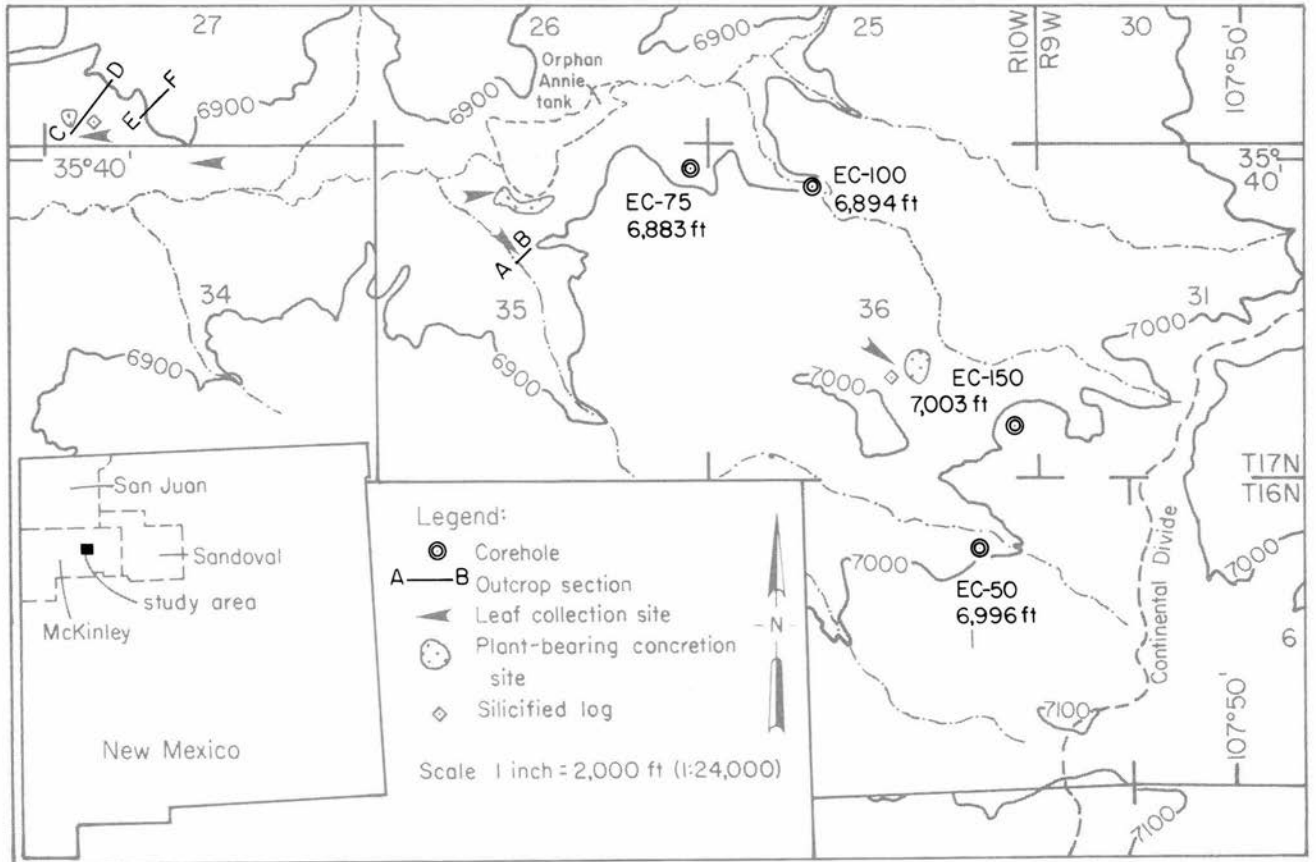 27
26
25
30
R10W
R9W
107°50'
6900
Orphan
Annie
tank
D
F
6900
6900
E
C
35°40'
35°
40'
EC-75
6,883 ft
EC-100
6,894 ft
A
B
34
35
36
31
7000
6900
6900
7000
EC-150
7,003 ft
T17N
T16N
7000
EC-50
6,996 ft
7000
Continental Divide
6
7100
107°50'
7100
San Juan
Sandoval
study area
McKinley
New Mexico
Legend:
Corehole
A B Outcrop section
Leaf collection site
Plant-bearing concretion
site
Silicified log
Scale 1 inch = 2,000 ft (1:24,000)
N